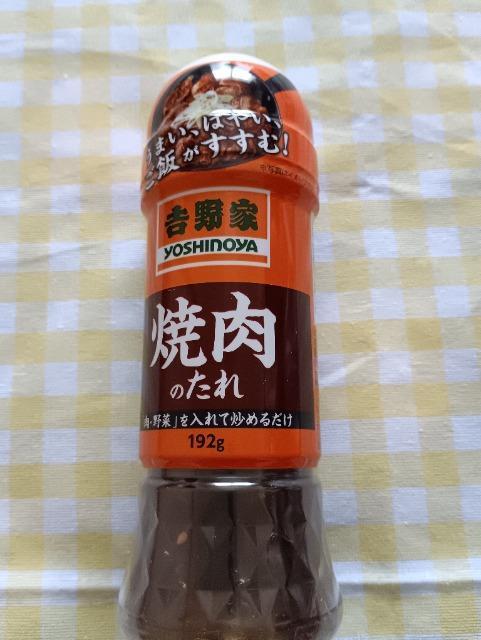 うまい、はやい、
ご飯がすすむ!
吉野家
YOSHINOYA
焼肉
のたれ
肉・野菜」を入れて炒めるだけ
192g